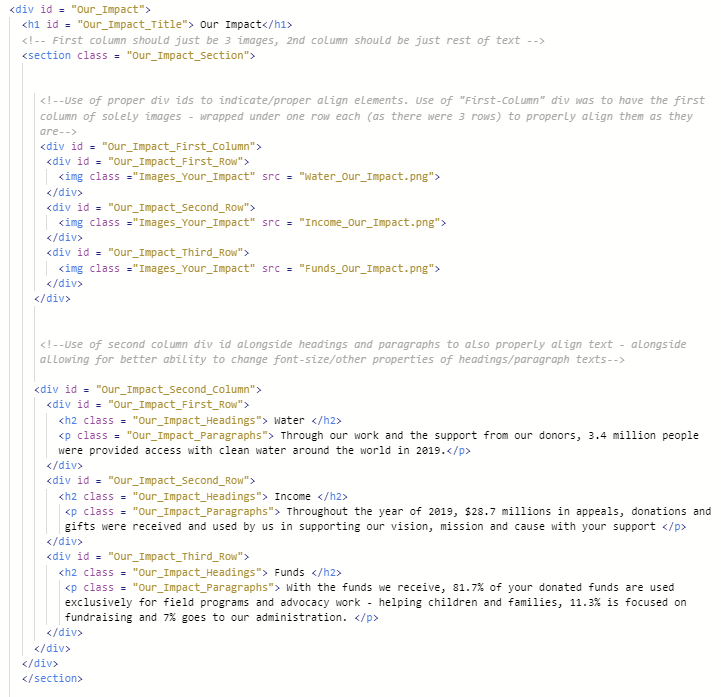 <div id = "Our_Impact">
<h1 id = "Our_Impact_Title"> Our Impact</h1>
<!-- First column should just be 3 images, 2nd column should be just rest of text -->
<section class = "Our_Impact_Section">
<!--Use of proper div ids to indicate/proper align elements. Use of "First-Column" div was to have the first
column of solely images - wrapped under one row each (as there were 3 rows) to properly align them as they
are-->
<div id = "Our_Impact_First_Column">
<div id = "Our_Impact_First_Row">
<img class ="Images_Your_Impact" src = "Water_Our_Impact.png">
</div>
<div id = "Our_Impact_Second_Row">
<img class ="Images_Your_Impact" src = "Income_Our_Impact.png">
</div>
<div id = "Our_Impact_Third_Row">
<img class ="Images_Your_Impact" src = "Funds_Our_Impact.png">
</div>
</div>
<!--Use of second column div id alongside headings and paragraphs to also properly align text - alongside
allowing for better ability to change font-size/other properties of headings/paragraph texts-->
<div id = "Our_Impact_Second_Column">
<div id = "Our_Impact_First_Row">
<h2 class = "Our_Impact_Headings"> Water </h2>
<p class = "Our_Impact_Paragraphs"> Through our work and the support from our donors, 3.4 million people
were provided access with clean water around the world in 2019.</p>
</div>
<div id = "Our_Impact_Second_Row">
<h2 class = "Our_Impact_Headings"> Income </h2>
<p class = "Our_Impact_Paragraphs"> Throughout the year of 2019, $28.7 millions in appeals, donations and
gifts were received and used by us in supporting our vision, mission and cause with your support </p>
</div>
<div id = "Our_Impact_Third_Row">
<h2 class = "Our_Impact_Headings"> Funds </h2>
<p class = "Our_Impact_Paragraphs"> With the funds we receive, 81.7% of your donated funds are used
exclusively for field programs and advocacy work - helping children and families, 11.3% is focused on
fundraising and 7% goes to our administration. </p>
</div>
</div>
</div>
</section>